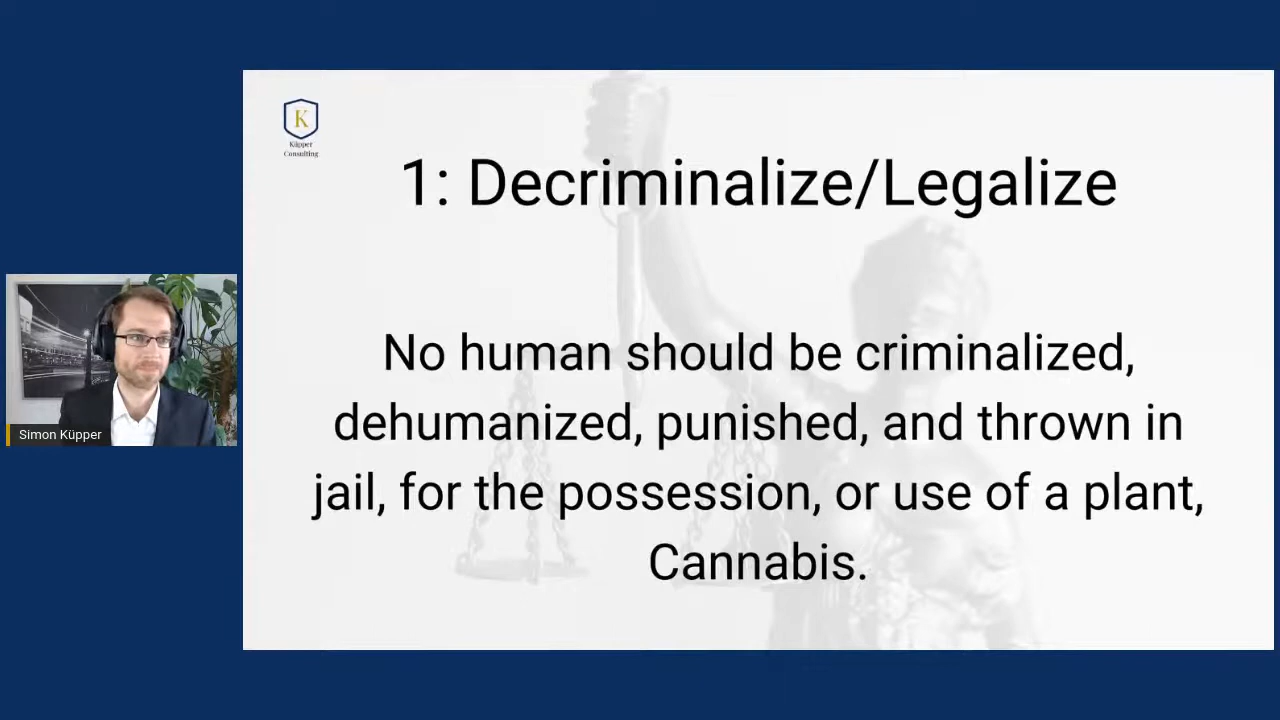 K
Küpper
Consulting
1: Decriminalize/Legalize
No human should be criminalized,
dehumanized, punished, and thrown in
jail, for the possession, or use of a plant,
Cannabis.
Simon Küpper